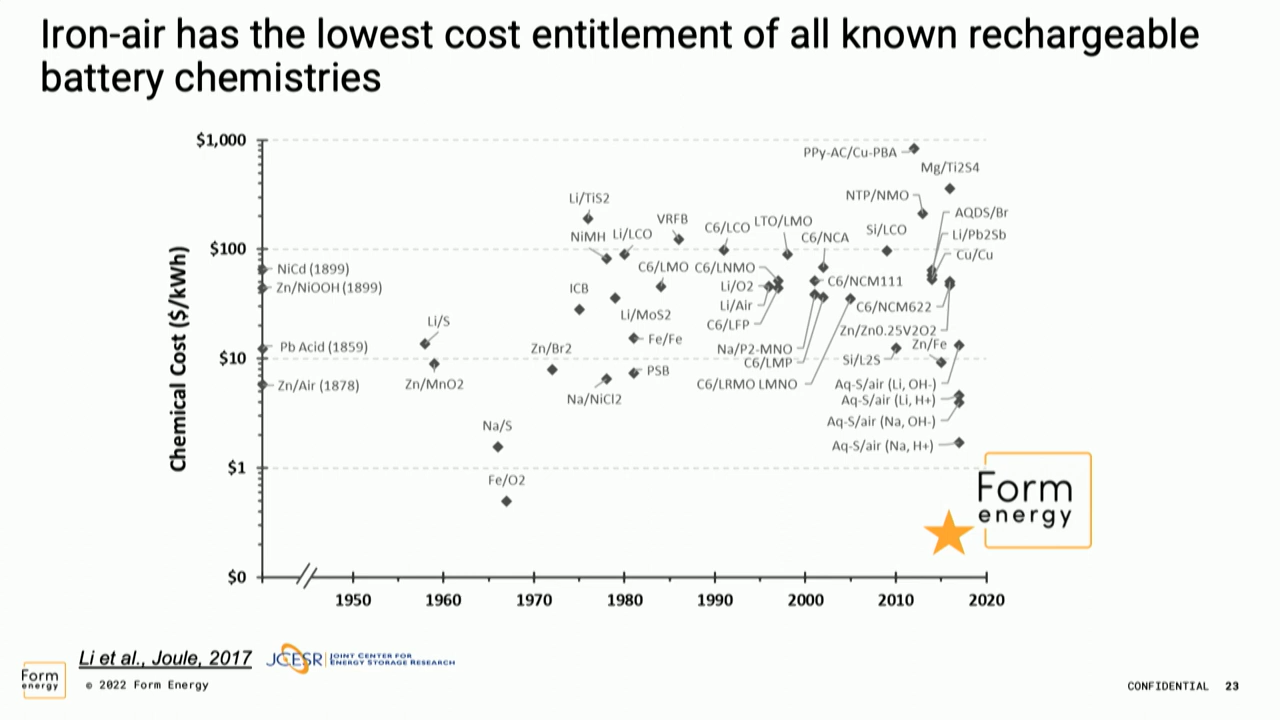 Iron-air has the lowest cost entitlement of all known rechargeable
battery chemistries
Chemical Cost ($/kWh)
$1,000
$100
$10
$1
$0
1950
1960
1970
1980
1990
2000
2010
2020
NiCd (1899)
Zn/NiOOH (1899)
Pb Acid (1859)
Zn/Air (1878)
Li/S
Zn/MnO2
Na/S
Fe/O2
Zn/Br2
Li/TiS2
NiMH
Li/LCO
ICB
Li/MoS2
Fe/Fe
PSB
Na/NiCl2
VRFB
C6/LMO
C6/LCO
LTO/LMO
C6/LNMO
Li/O2
Li/Air
C6/LFP
C6/NCA
C6/NCM111
Na/P2-MNO
C6/LMP
C6/LRMO LMNO
PPy-AC/Cu-PBA
Mg/Ti2S4
NTP/NMO
Si/LCO
AQDS/Br
Li/Pb2Sb
Cu/Cu
C6/NCM622
Zn/Zn0.25V2O2
Zn/Fe
Si/L2S
Aq-S/air (Li, OH-)
Aq-S/air (Li, H+)
Aq-S/air (Na, OH-)
Aq-S/air (Na, H+)
Form
energy
Li et al., Joule, 2017
JCESR
JOINT CENTER FOR
ENERGY STORAGE RESEARCH
Form
energy
© 2022 Form Energy
CONFIDENTIAL 23